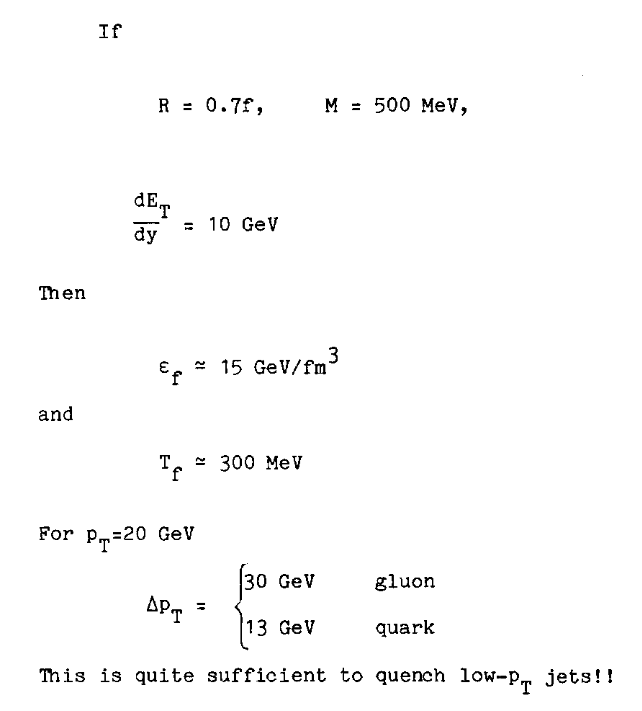 If
R = 0.7f, M = 500 MeV,
dE_T
dy = 10 GeV
Then
ε_f ≃ 15 GeV/fm^3
and
T_f ≃ 300 MeV
For p_T=20 GeV
Δp_T = { 30 GeV gluon
13 GeV quark
This is quite sufficient to quench low-p_T jets!!